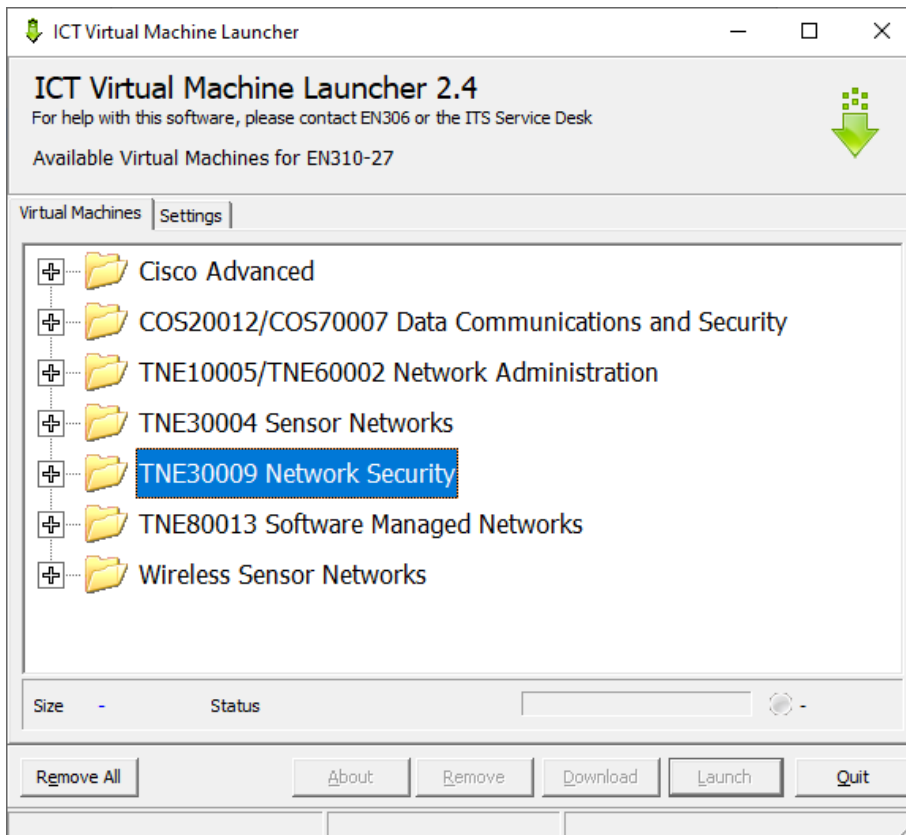 ICT Virtual Machine Launcher
ICT Virtual Machine Launcher 2.4
For help with this software, please contact EN306 or the ITS Service Desk
Available Virtual Machines for EN310-27
Virtual Machines Settings
Cisco Advanced
COS20012/COS70007 Data Communications and Security
TNE10005/TNE60002 Network Administration
TNE30004 Sensor Networks
TNE30009 Network Security
TNE80013 Software Managed Networks
Wireless Sensor Networks
Size - Status -
Remove All About Remove Download Launch Quit